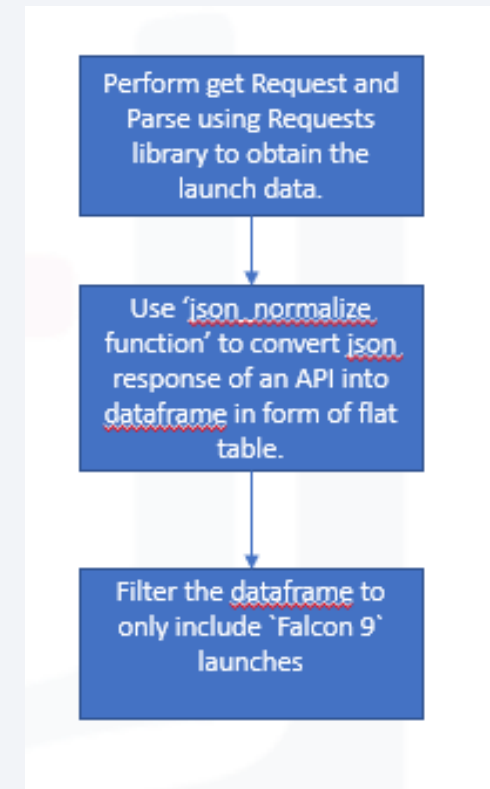 Perform get Request and
Parse using Requests
library to obtain the
launch data.
Use ‘json_normalize
function’ to convert json
response of an API into
dataframe in form of flat
table.
Filter the dataframe to
only include `Falcon 9`
launches